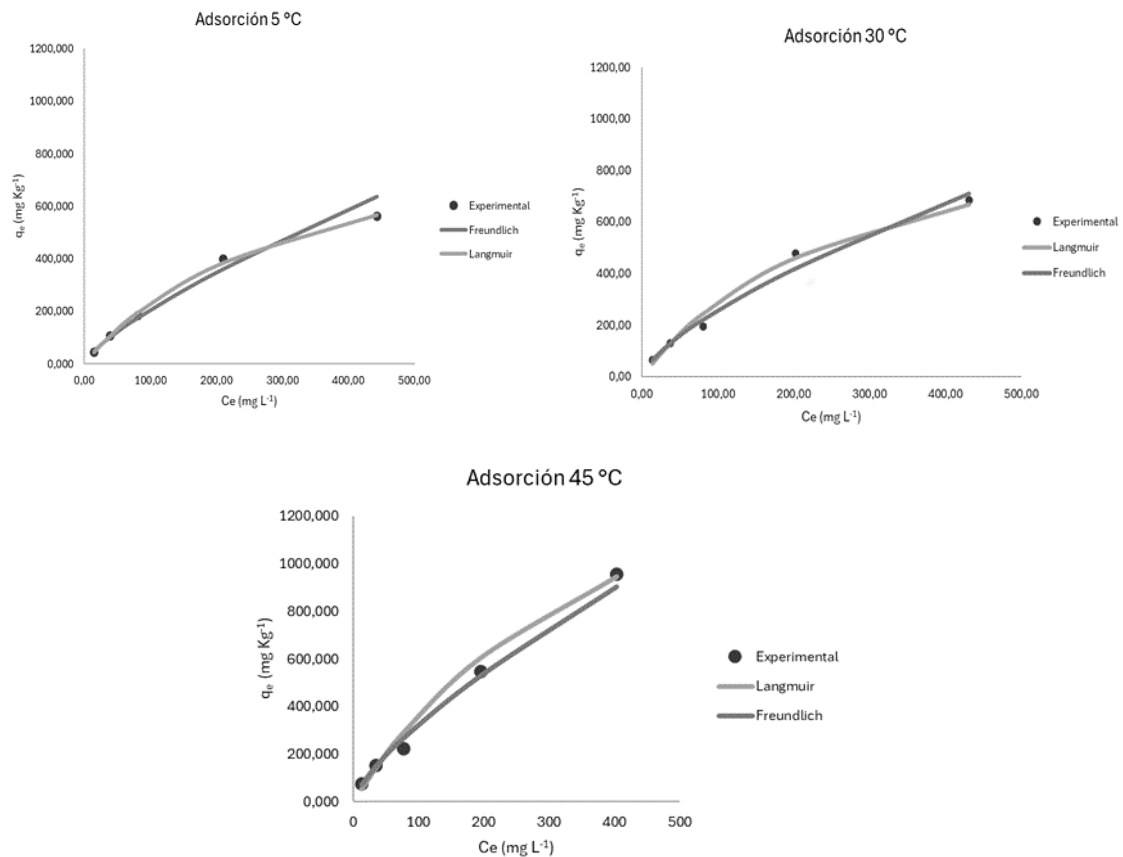 Adsorción 5 °C
1200,000
1000,000
800,000
600,000
400,000
200,000
0,000
0,00 100,00 200,00 300,00 400,00 500,00
qe (mg Kg-1)
Ce (mg L-1)
Experimental
Freundlich
Langmuir
Adsorción 30 °C
1200,00
1000,00
800,00
600,00
400,00
200,00
0,00
0,00 100,00 200,00 300,00 400,00 500,00
qe (mg Kg-1)
Ce (mg L-1)
Experimental
Langmuir
Freundlich
Adsorción 45 °C
1200,000
1000,000
800,000
600,000
400,000
200,000
0,000
0 100 200 300 400 500
qe (mg Kg-1)
Ce (mg L-1)
Experimental
Langmuir
Freundlich